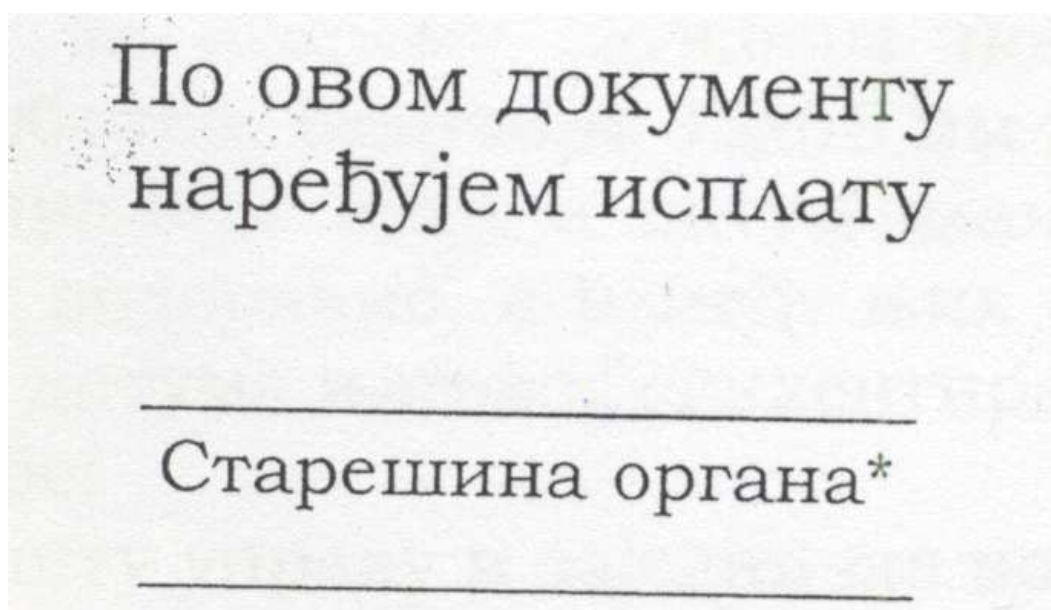 По овом документу
наређујем исплату
Старешина органа*